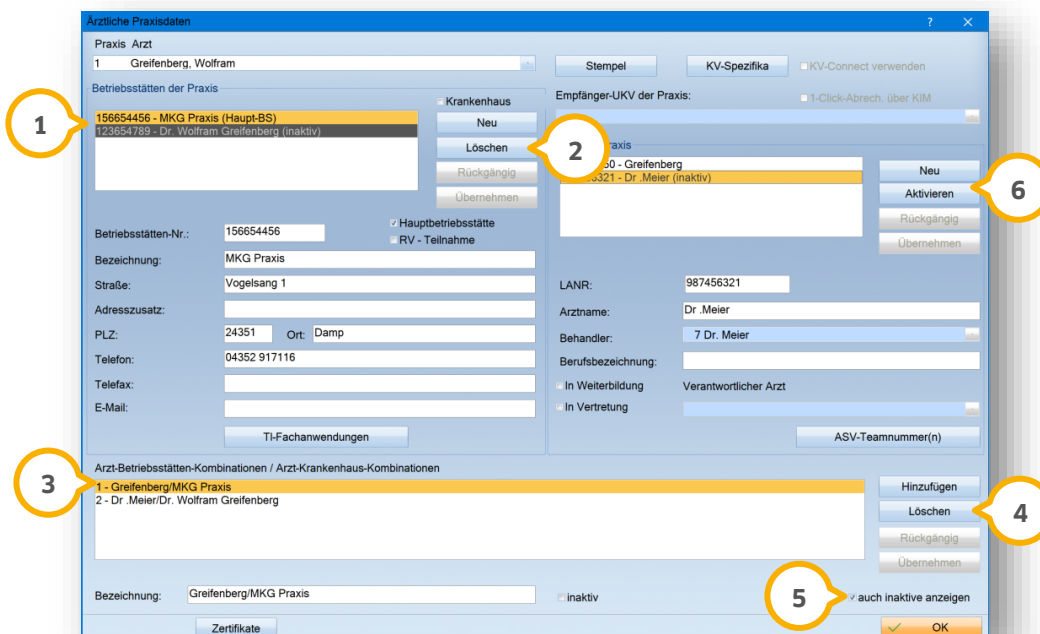 Ärztliche Praxisdaten
?
Praxis Arzt
1 Greifenberg, Wolfram
Stempel
KV-Spezifika
KV-Connect verwenden
Betriebsstätten der Praxis
Krankenhaus
Empfänger-UKV der Praxis:
1-Click-Abrech. über KIM
1
156654456 - MKG Praxis (Haupt-BS)
123654789 - Dr. Wolfram Greifenberg (inaktiv)
Neu
Löschen
Rückgängig
Übernehmen
2
- Greifenberg
- Dr .Meier (inaktiv)
Neu
Aktivieren
Rückgängig
Übernehmen
6
Betriebsstätten-Nr.: 156654456
Hauptbetriebsstätte
RV - Teilnahme
Bezeichnung: MKG Praxis
Straße: Vogelsang 1
Adresszusatz:
PLZ: 24351 Ort: Damp
Telefon: 04352 917116
Telefax:
E-Mail:
TI-Fachanwendungen
LANR: 987456321
Arztname: Dr .Meier
Behandler: 7 Dr. Meier
Berufsbezeichnung:
In Weiterbildung Verantwortlicher Arzt
In Vertretung
ASV-Teamnummer(n)
Arzt-Betriebsstätten-Kombinationen / Arzt-Krankenhaus-Kombinationen
3
1 - Greifenberg/MKG Praxis
2 - Dr .Meier/Dr. Wolfram Greifenberg
Hinzufügen
Löschen
Rückgängig
Übernehmen
4
Bezeichnung: Greifenberg/MKG Praxis
inaktiv
5
auch inaktive anzeigen
Zertifikate
OK